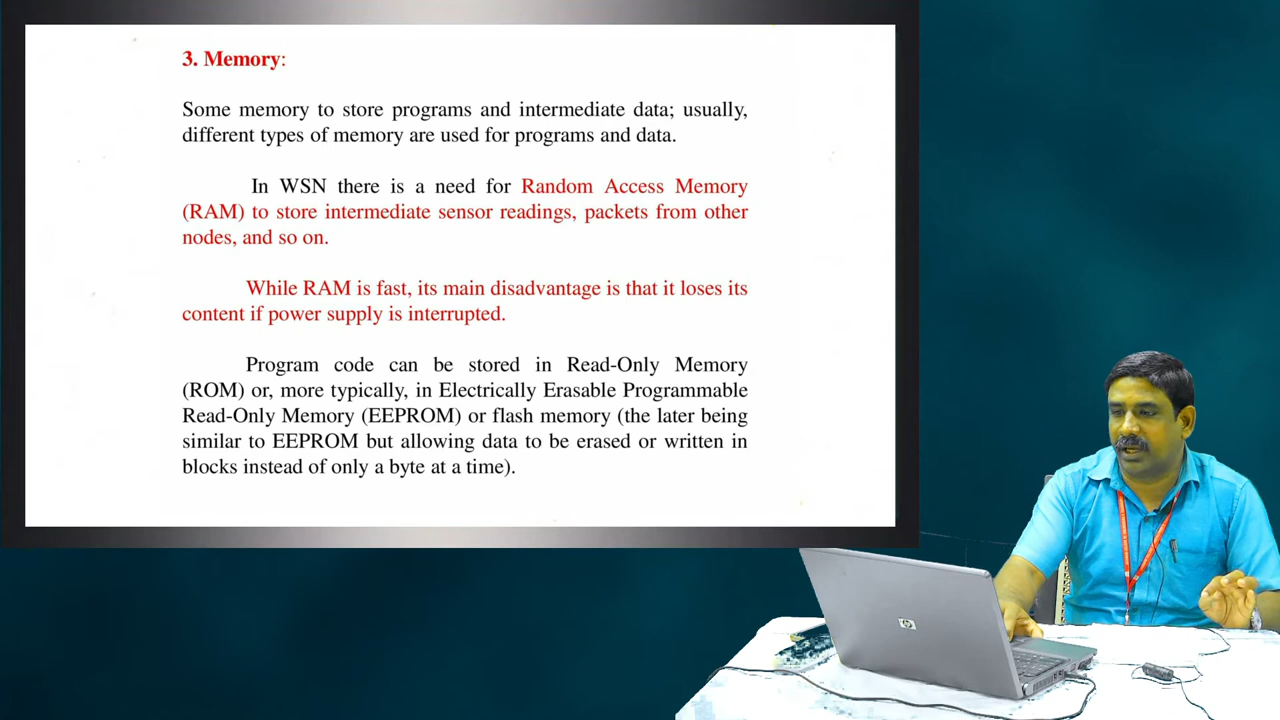 3. Memory:
Some memory to store programs and intermediate data; usually,
different types of memory are used for programs and data.
In WSN there is a need for Random Access Memory
(RAM) to store intermediate sensor readings, packets from other
nodes, and so on.
While RAM is fast, its main disadvantage is that it loses its
content if power supply is interrupted.
Program code can be stored in Read-Only Memory
(ROM) or, more typically, in Electrically Erasable Programmable
Read-Only Memory (EEPROM) or flash memory (the later being
similar to EEPROM but allowing data to be erased or written in
blocks instead of only a byte at a time).
hp